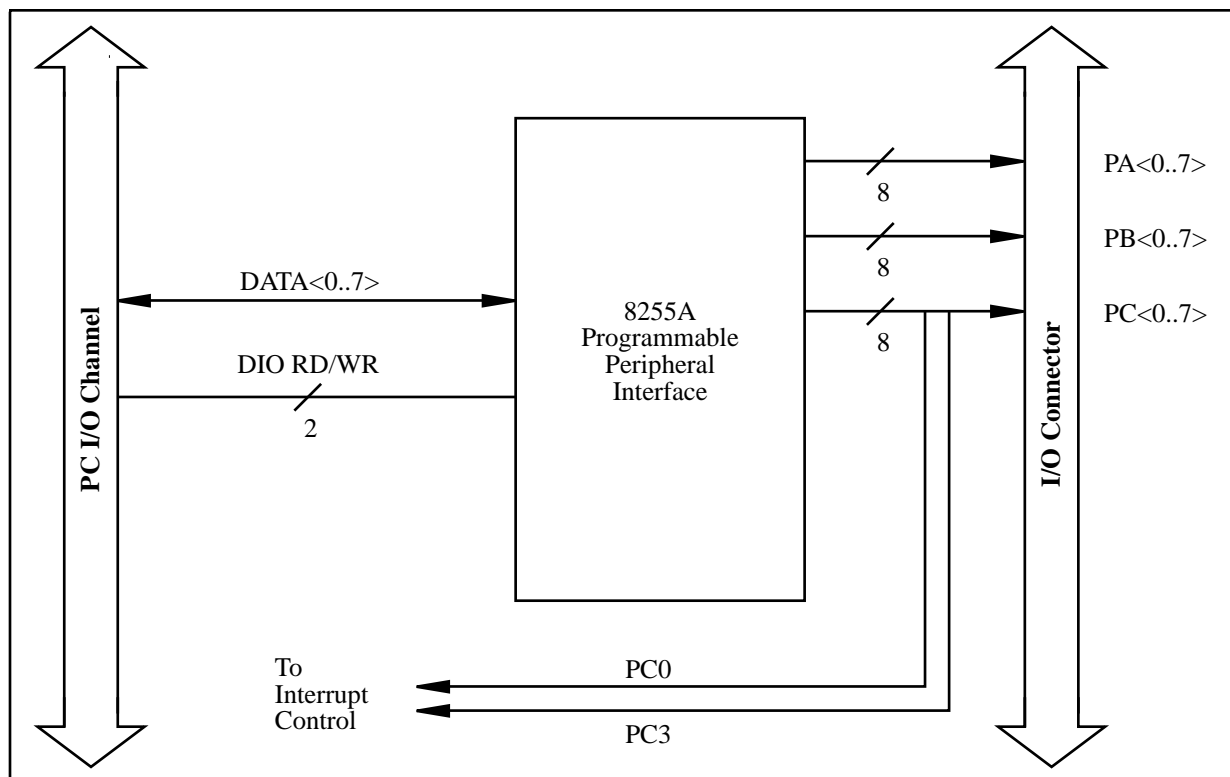 PC I/O Channel
DATA<0..7>
DIO RD/WR
2
8255A
Programmable
Peripheral
Interface
8
PA<0..7>
8
PB<0..7>
8
PC<0..7>
I/O Connector
To
Interrupt
Control
PC0
PC3